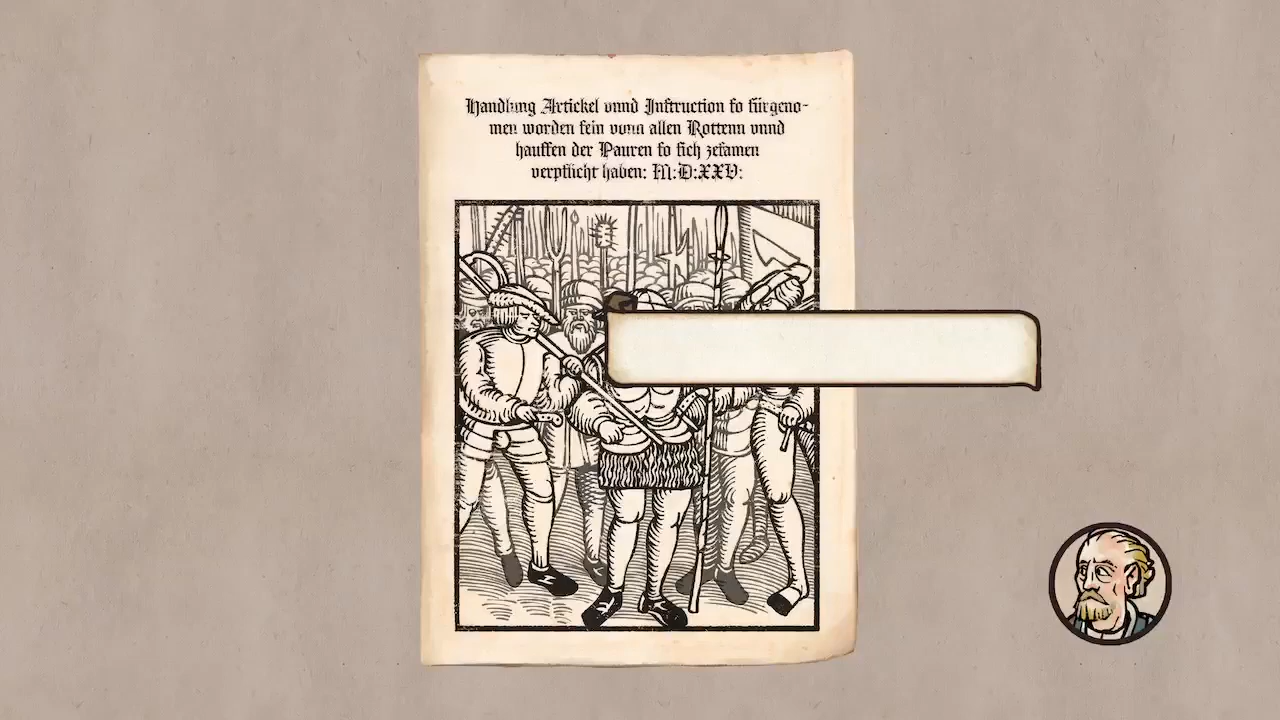 Handlung Artickel vnnd Instruction so fürgeno-
men worden sein vonn allen Rottenn vnnd
hauffen der Pauren so sich zesamen
verpflicht haben: M:D:XXV: